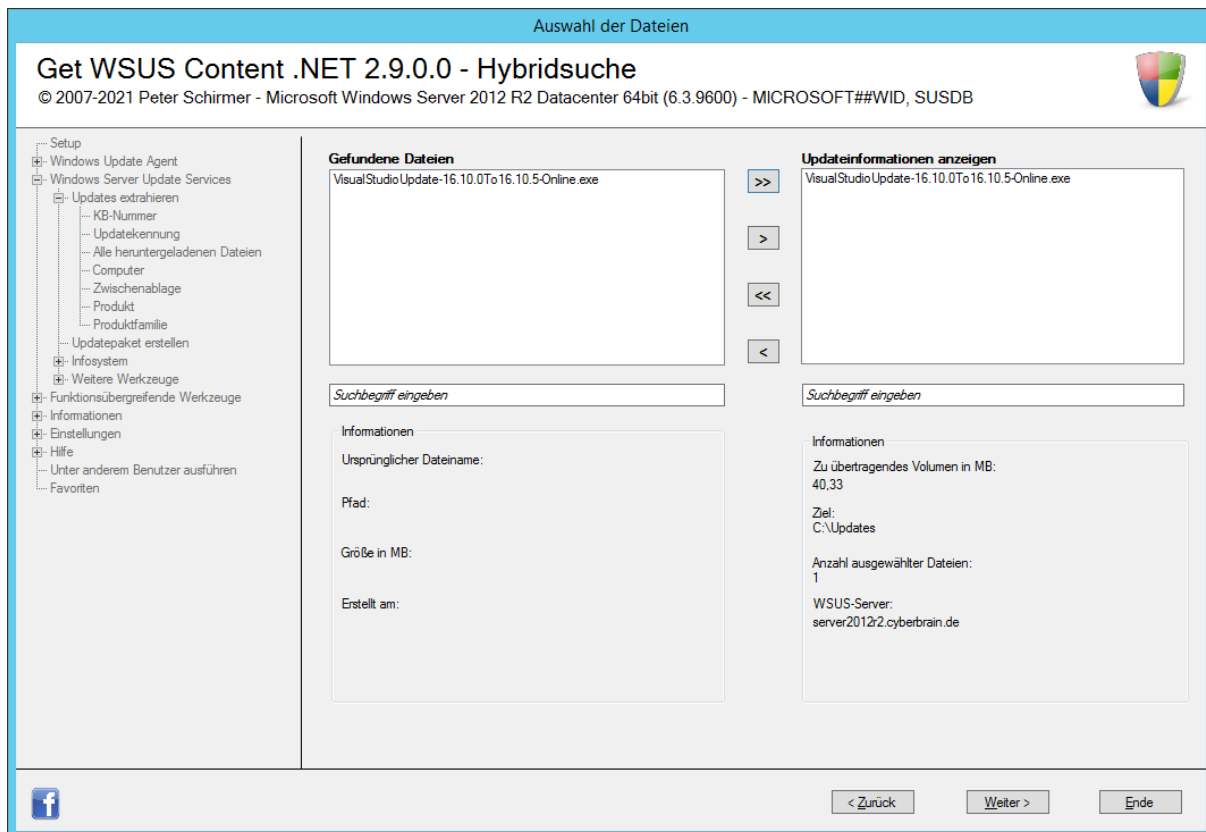 Auswahl der Dateien
Get WSUS Content .NET 2.9.0.0 - Hybridsuche
© 2007-2021 Peter Schirmer - Microsoft Windows Server 2012 R2 Datacenter 64bit (6.3.9600) - MICROSOFT##WID, SUSDB
Setup
Windows Update Agent
Windows Server Update Services
Updates extrahieren
KB-Nummer
Updatekennung
Alle heruntergeladenen Dateien
Computer
Zwischenablage
Produkt
Produktfamilie
Updatepaket erstellen
Infosystem
Weitere Werkzeuge
Funktionsübergreifende Werkzeuge
Informationen
Einstellungen
Hilfe
Unter anderem Benutzer ausführen
Favoriten
Gefundene Dateien
VisualStudioUpdate-16.10.0To16.10.5-Online.exe
Suchbegriff eingeben
Informationen
Ursprünglicher Dateiname:
Pfad:
Größe in MB:
Erstellt am:
>>
>
<<
<
Updateinformationen anzeigen
VisualStudioUpdate-16.10.0To16.10.5-Online.exe
Suchbegriff eingeben
Informationen
Zu übertragendes Volumen in MB:
40,33
Ziel:
C:\Updates
Anzahl ausgewählter Dateien:
1
WSUS-Server:
server2012r2.cyberbrain.de
f
< Zurück
Weiter >
Ende